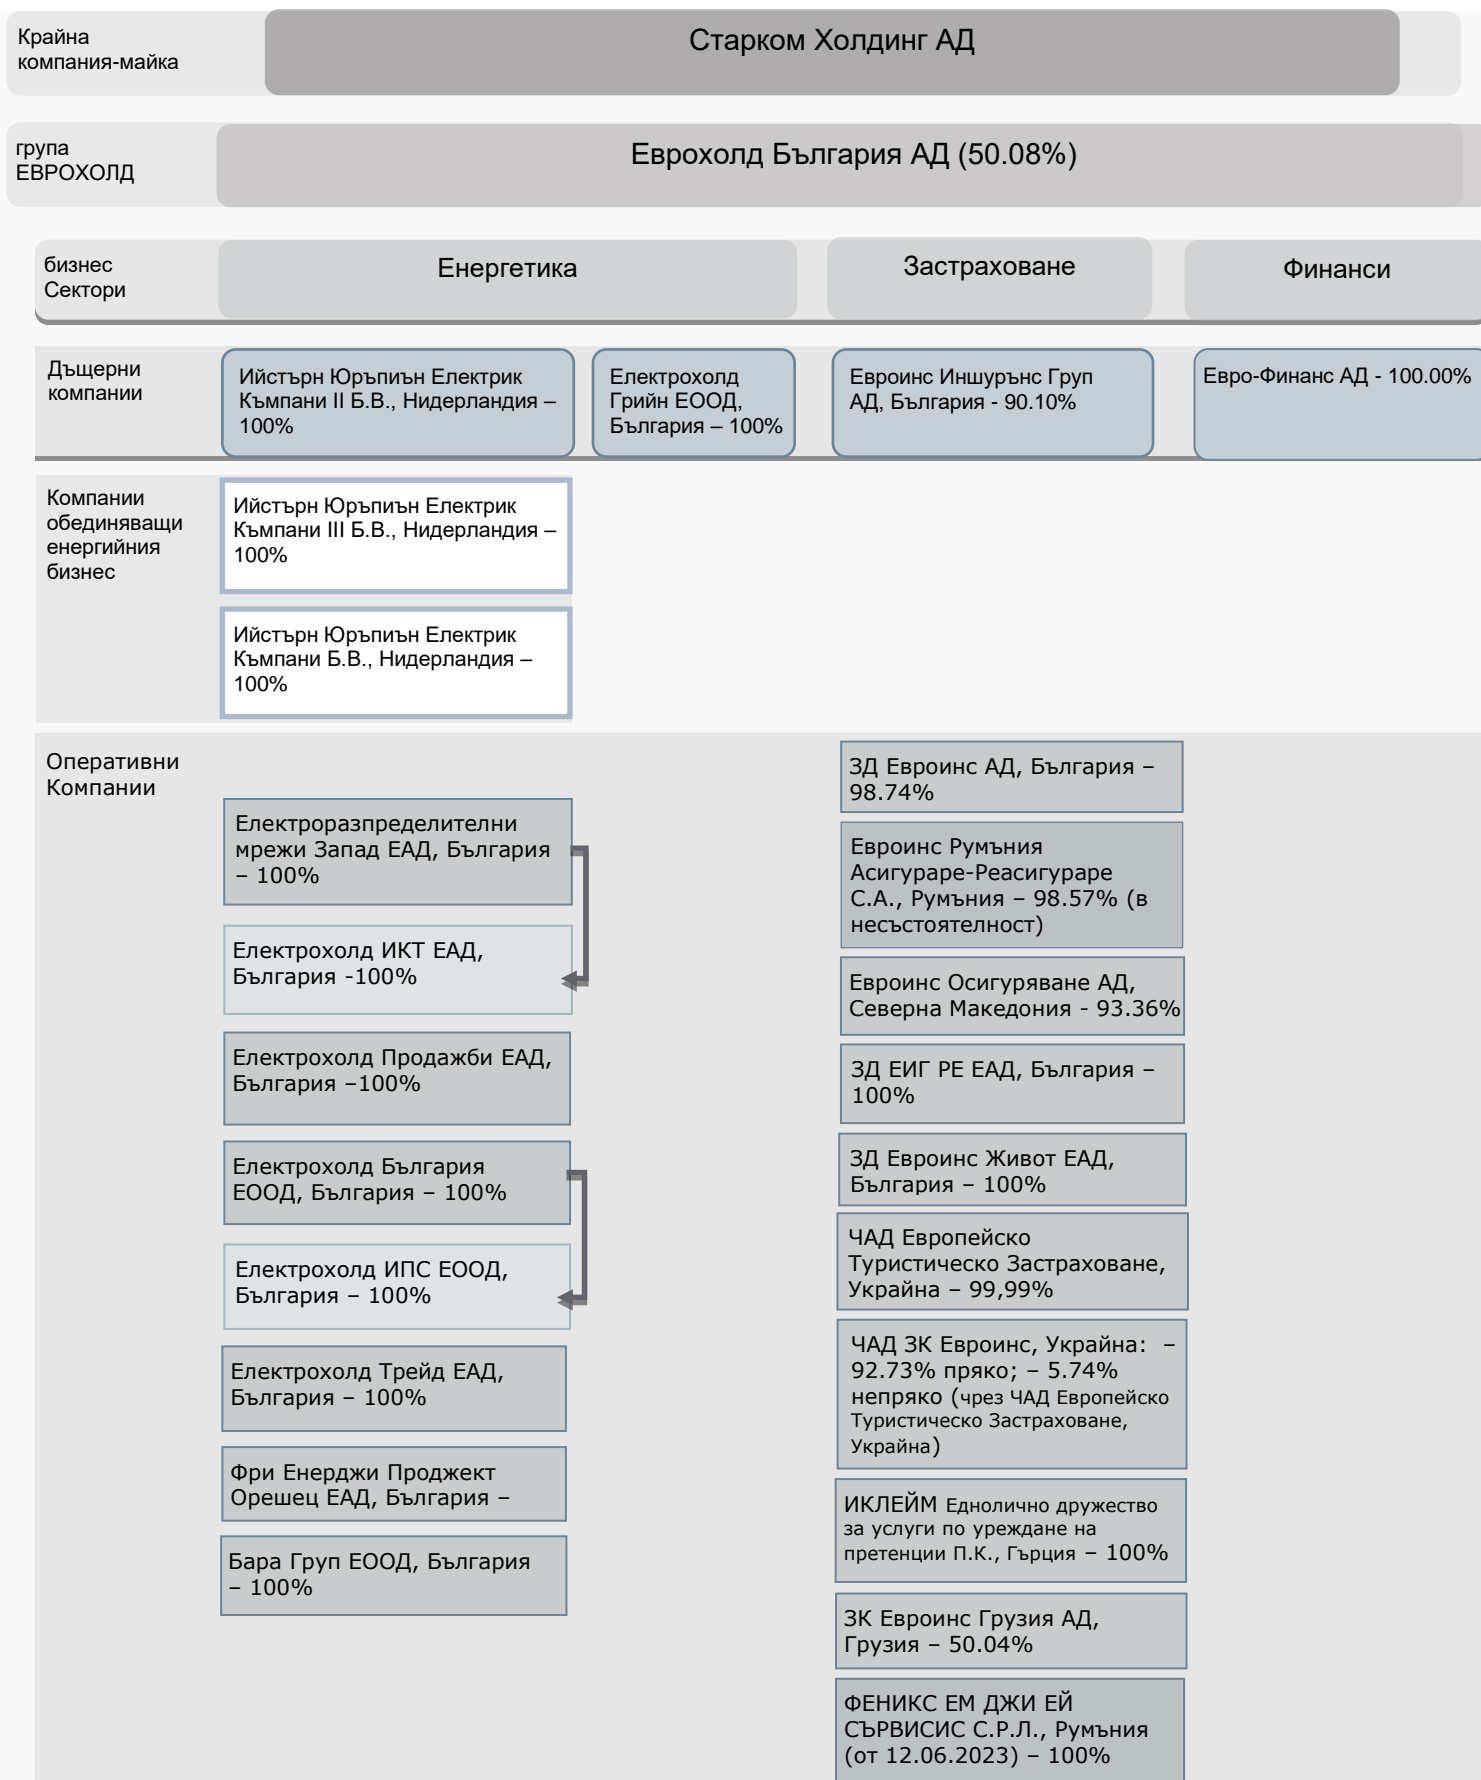 Крайна
компания-майка
Старком Холдинг АД
група
ЕВРОХОЛД
Еврохолд България АД (50.08%)
бизнес
Сектори
Енергетика
Застраховане
Финанси
Дъщерни
компании
Ийстърн Юръпиън Електрик
Къмпани II Б.В., Нидерландия –
100%
Електрохолд
Грийн ЕООД,
България – 100%
Евроинс Иншурънс Груп
АД, България - 90.10%
Евро-Финанс АД - 100.00%
Компании
обединяващи
енергийния
бизнес
Ийстърн Юръпиън Електрик
Къмпани III Б.В., Нидерландия –
100%
Ийстърн Юръпиън Електрик
Къмпани Б.В., Нидерландия –
100%
Оперативни
Компании
Електроразпределителни
мрежи Запад ЕАД, България
– 100%
Електрохолд ИКТ ЕАД,
България -100%
Електрохолд Продажби ЕАД,
България –100%
Електрохолд България
ЕООД, България – 100%
Електрохолд ИПС ЕООД,
България – 100%
Електрохолд Трейд ЕАД,
България – 100%
Фри Енерджи Проджект
Орешец ЕАД, България –
Бара Груп ЕООД, България
– 100%
ЗД Евроинс АД, България –
98.74%
Евроинс Румъния
Асигураре-Реасигураре
С.А., Румъния – 98.57% (в
несъстоятелност)
Евроинс Осигуряване АД,
Северна Македония - 93.36%
ЗД ЕИГ РЕ ЕАД, България –
100%
ЗД Евроинс Живот ЕАД,
България – 100%
ЧАД Европейско
Туристическо Застраховане,
Украйна – 99,99%
ЧАД ЗК Евроинс, Украйна: –
92.73% пряко; – 5.74%
непряко (чрез ЧАД Европейско
Туристическо Застраховане,
Украйна)
ИКЛЕЙМ Еднолично дружество
за услуги по уреждане на
претенции П.К., Гърция – 100%
ЗК Евроинс Грузия АД,
Грузия – 50.04%
ФЕНИКС ЕМ ДЖИ ЕЙ
СЪРВИСИС С.Р.Л., Румъния
(от 12.06.2023) – 100%